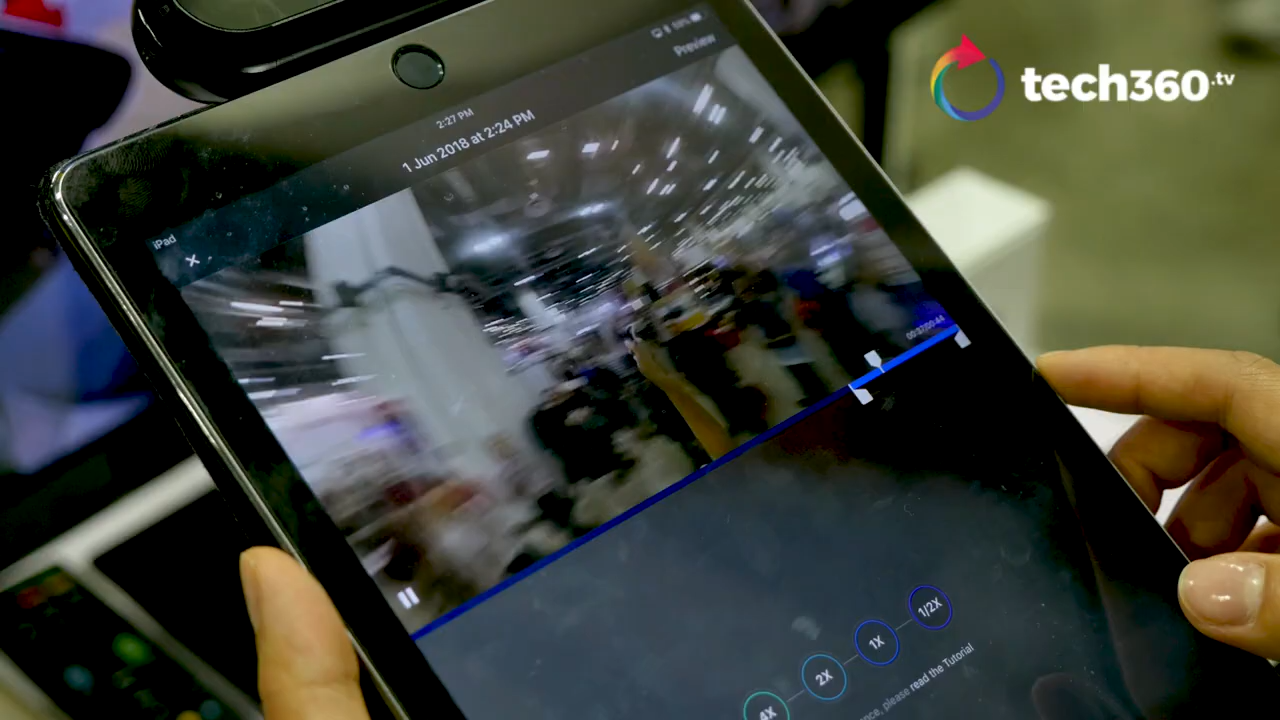 tech360.tv
Preview
2:27 PM
1 Jun 2018 at 2:24 PM
iPad
×
1/2X
1X
2X
4X
please read the Tutorial